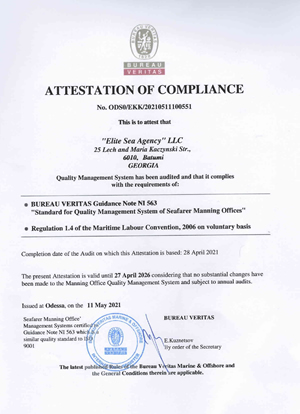 BUREAU
VERITAS
ATTESTATION OF COMPLIANCE
No. ODS0/EKK/20210511100551
This is to attest that
"Elite Sea Agency" LLC
25 Lech and Maria Kaczynski Str.,
6010, Batumi
GEORGIA
Quality Management System has been audited and that it complies
with the requirements of:
BUREAU VERITAS Guidance Note NI 563
"Standard for Quality Management System of Seafarer Manning Offices"
Regulation 1.4 of the Maritime Labour Convention, 2006 on voluntary basis
Completion date of the Audit on which this Attestation is based: 28 April 2021
The present Attestation is valid until 27 April 2026 considering that no substantial changes have
been made to the Manning Office Quality Management System and subject to annual audits.
Issued at Odessa, on 11 May 2021
Seafarer Manning Office'
Management Systems certified
Guidance Note NI 563 which
similar quality standard to
9001
BUREAU VERITAS
E.Kuznetsov
By order of the Secretary
The latest published Rules of the Bureau Veritas Marine & Offshore and
the General Conditions therein are applicable.